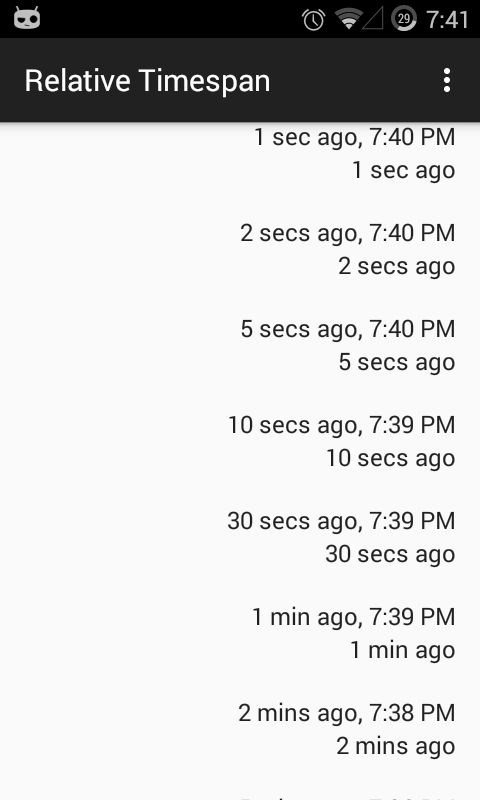 29 7:41
Relative Timespan
1 sec ago, 7:40 PM
1 sec ago
2 secs ago, 7:40 PM
2 secs ago
5 secs ago, 7:40 PM
5 secs ago
10 secs ago, 7:39 PM
10 secs ago
30 secs ago, 7:39 PM
30 secs ago
1 min ago, 7:39 PM
1 min ago
2 mins ago, 7:38 PM
2 mins ago